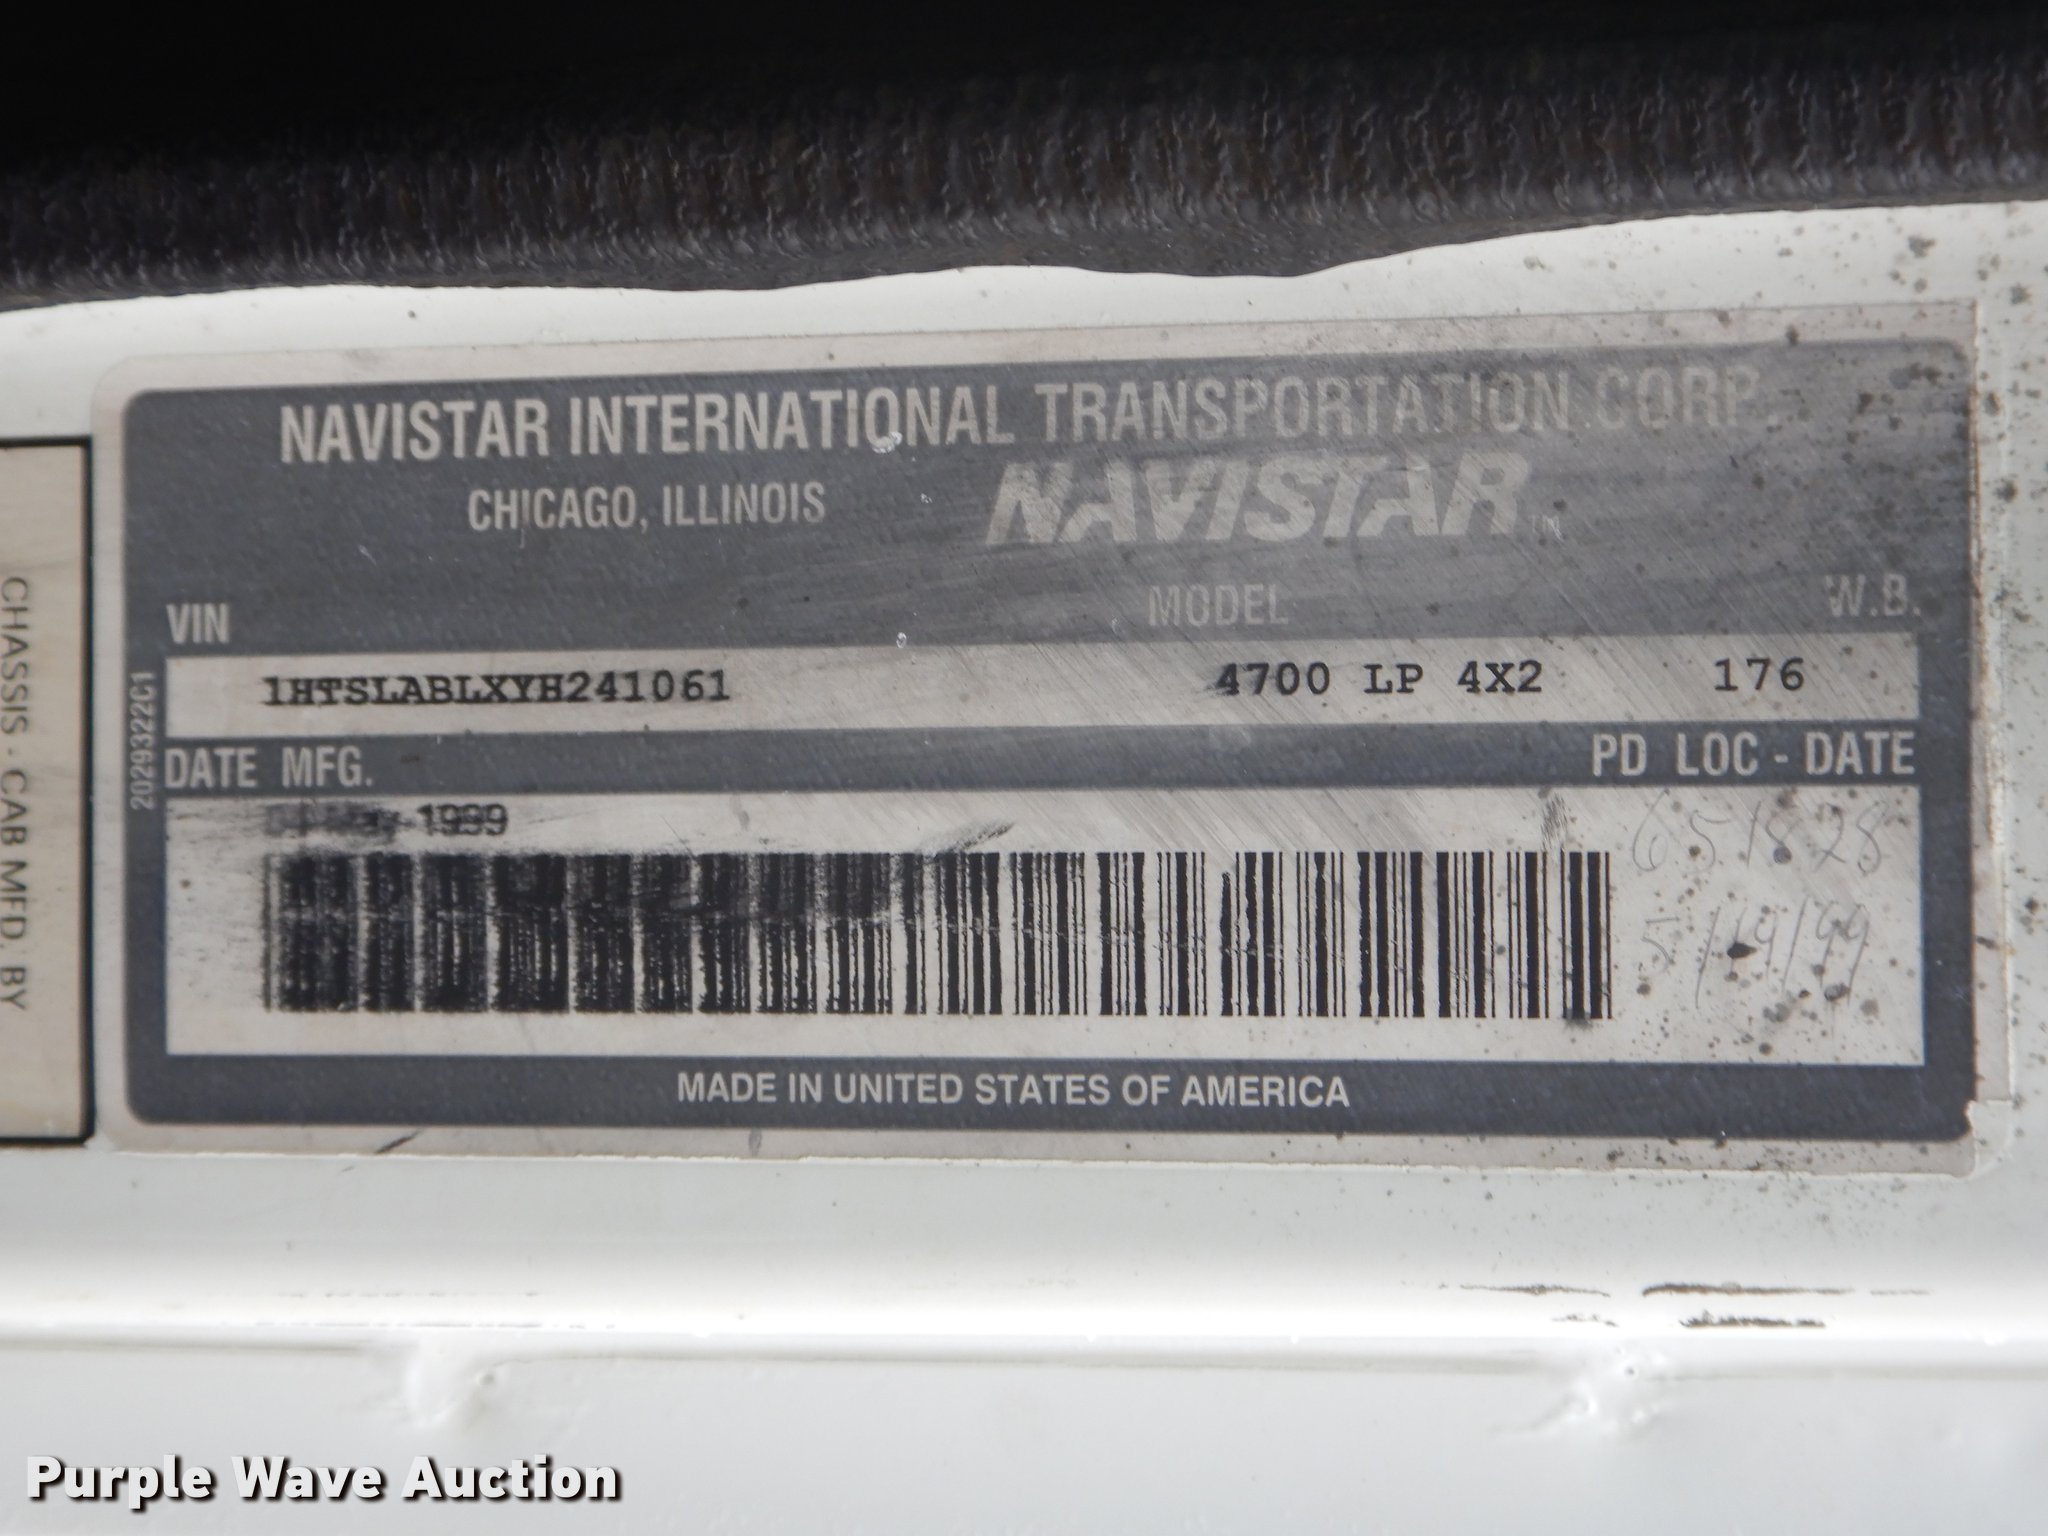 NAVISTAR INTERNATIONAL TRANSPORTATION CORP.
CHICAGO, ILLINOIS NAVISTAR
VIN MODEL W.B.
1HTSLABLXYH241061 4700 LP 4X2 176
DATE MFG. PD LOC - DATE
1999
651828
5/19/99
MADE IN UNITED STATES OF AMERICA
2029322C1
CHASSIS - CAB MFD. BY
Purple Wave Auction